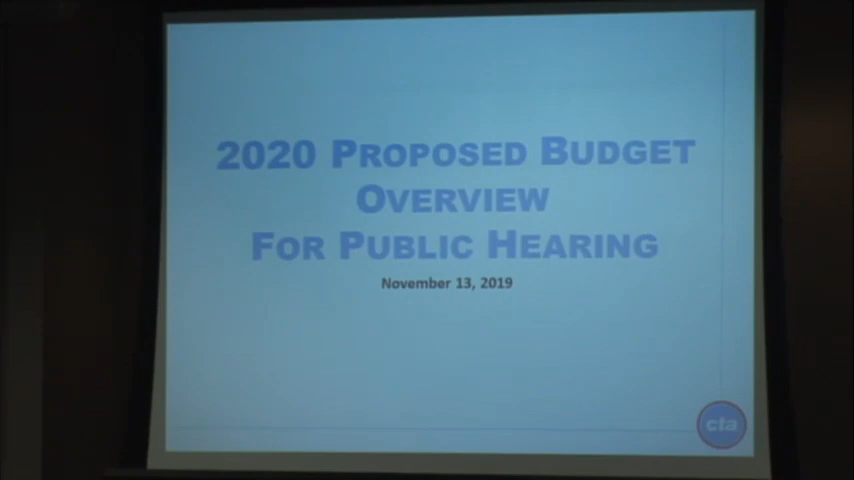 2020 PROPOSED BUDGET
OVERVIEW
FOR PUBLIC HEARING
November 13, 2019
cta